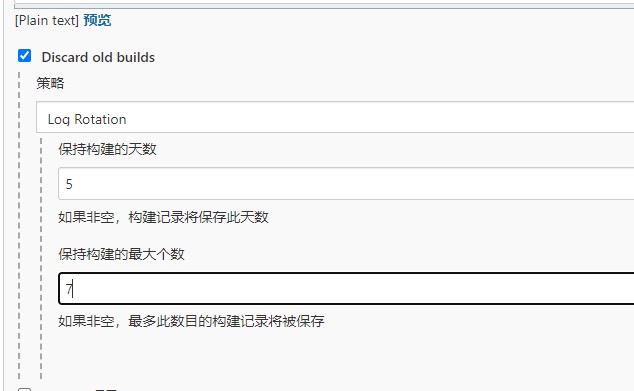 [Plain text] 预览
Discard old builds
策略
Log Rotation
保持构建的天数
5
如果非空，构建记录将保存此天数
保持构建的最大个数
7
如果非空，最多此数目的构建记录将被保存